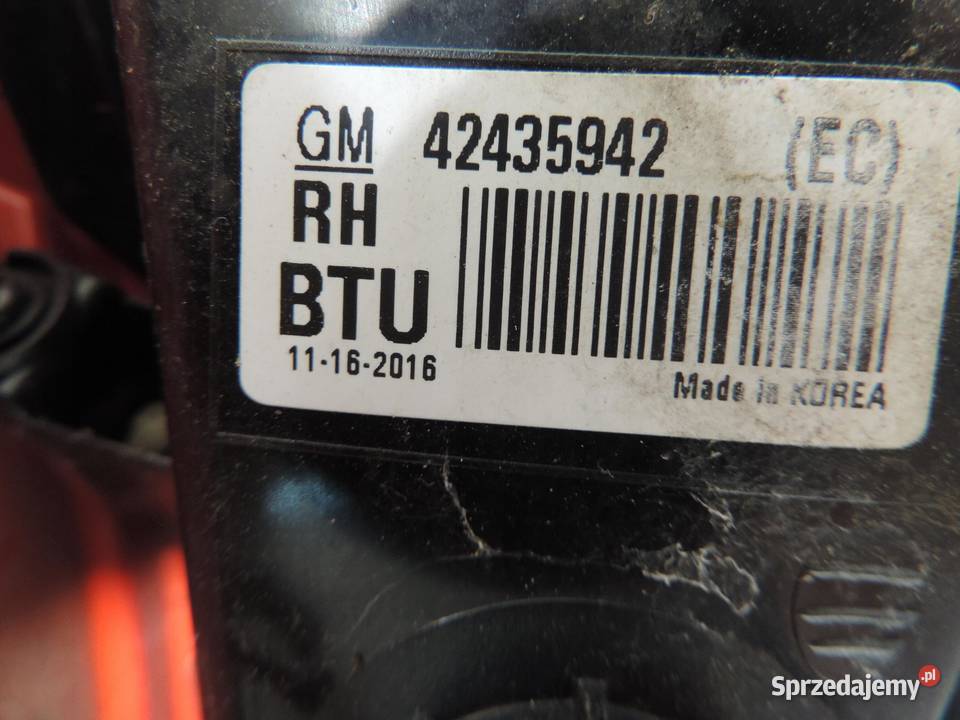 GM 42435942 (EC)
RH
BTU
11-16-2016
Made in KOREA
Sprzedajemy.pl